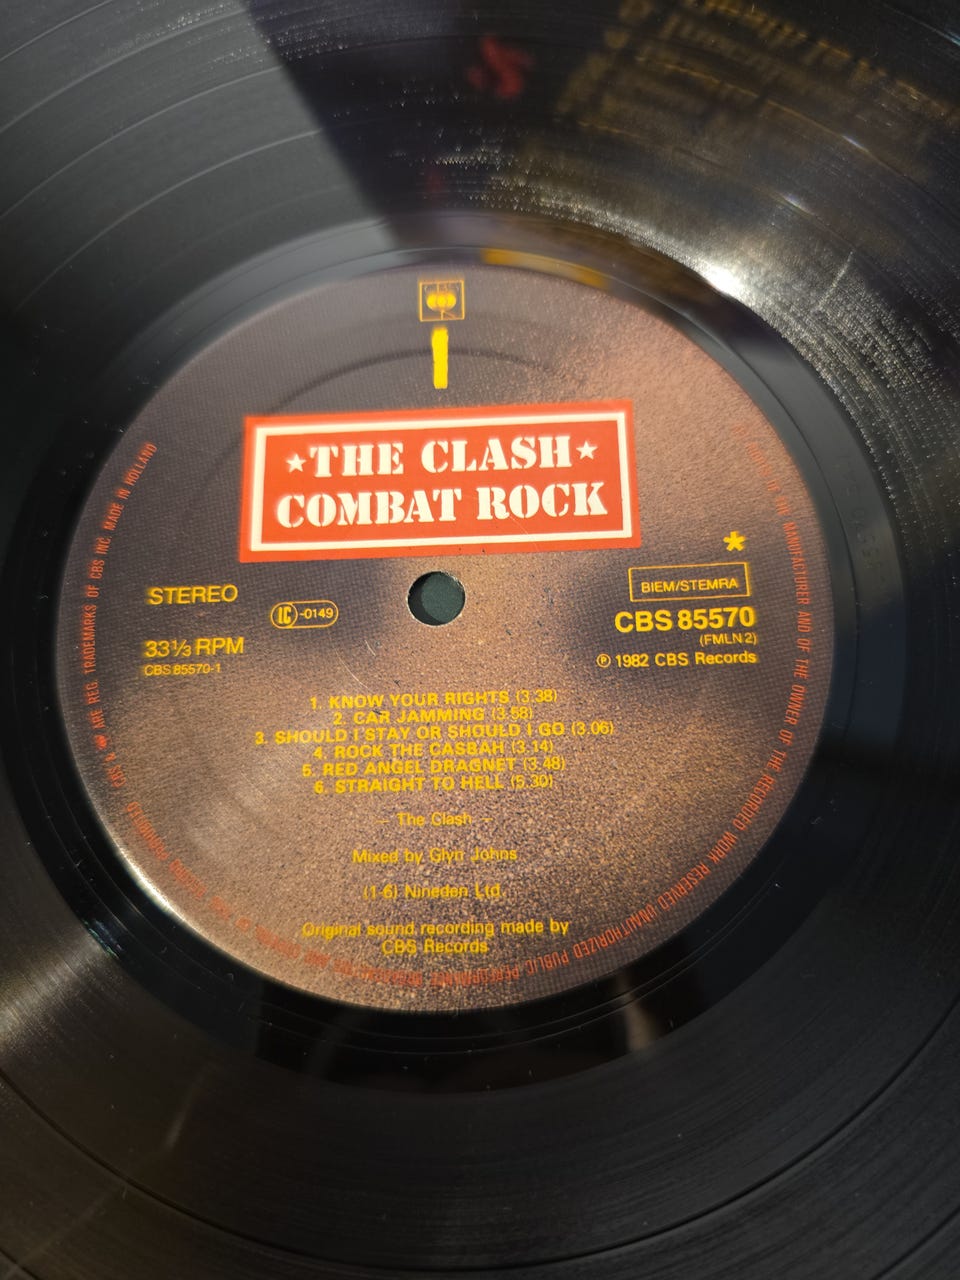 1
★THE CLASH★
COMBAT ROCK
*
STEREO
LC -0149
BIEM/STEMRA
CBS 85570
(FMLN 2)
33⅓ RPM
CBS 85570-1
℗ 1982 CBS Records
1. KNOW YOUR RIGHTS (3.38)
2. CAR JAMMING (3.58)
3. SHOULD I STAY OR SHOULD I GO (3.06)
4. ROCK THE CASBAH (3.14)
5. RED ANGEL DRAGNET (3.48)
6. STRAIGHT TO HELL (5.30)
– The Clash –
Mixed by Glyn Johns
(1-6) Nineden Ltd.
Original sound recording made by
CBS Records
THE MANUFACTURER AND OF THE OWNER OF THE RECORDED WORK RESERVED UNAUTHORIZED PUBLIC PERFORMANCE
ARE REG. TRADEMARKS OF CBS INC. MADE IN HOLLAND